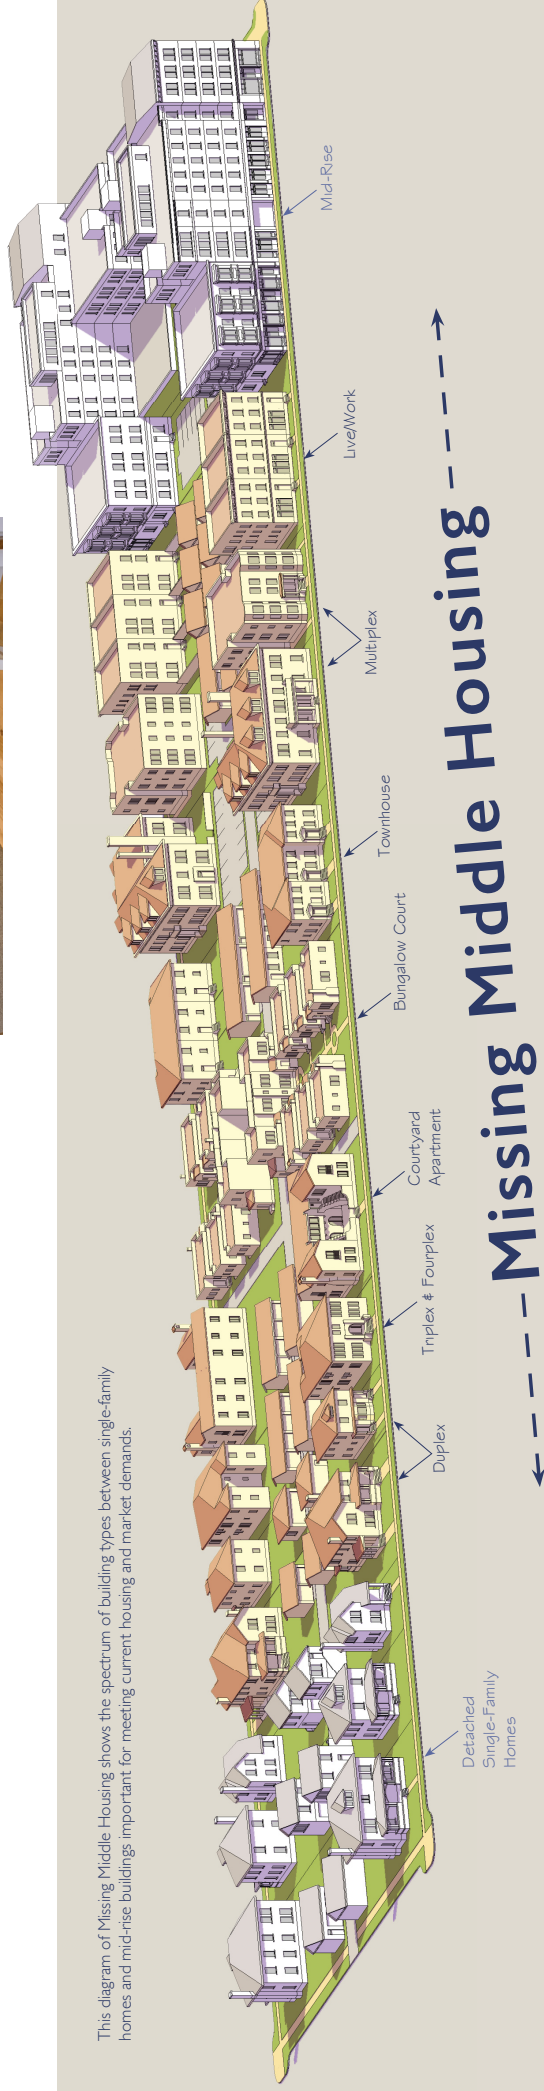 This diagram of Missing Middle Housing shows the spectrum of building types between single-family
homes and mid-rise buildings important for meeting current housing and market demands.
Detached
Single-Family
Homes
Duplex
Triplex & Fourplex
Courtyard
Apartment
Bungalow Court
Townhouse
Multiplex
Live/Work
Mid-Rise
Missing Middle Housing